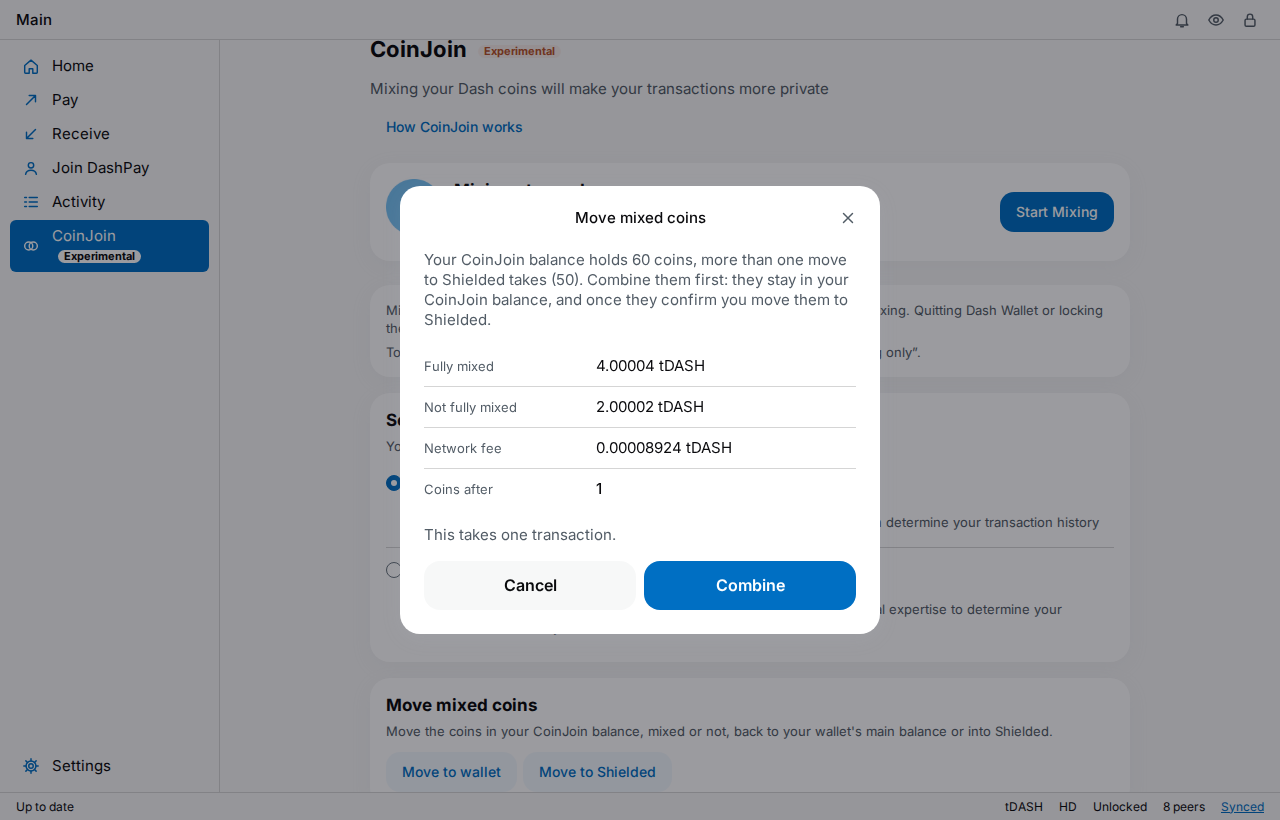 Main
Home
Pay
Receive
Join DashPay
Activity
CoinJoin
Experimental
Settings
CoinJoin Experimental
Mixing your Dash coins will make your transactions more private
How CoinJoin works
Start Mixing
xing. Quitting Dash Wallet or locking
only”.
determine your transaction history
expertise to determine your
Move mixed coins
Your CoinJoin balance holds 60 coins, more than one move
to Shielded takes (50). Combine them first: they stay in your
CoinJoin balance, and once they confirm you move them to
Shielded.
Fully mixed 4.00004 tDASH
Not fully mixed 2.00002 tDASH
Network fee 0.00008924 tDASH
Coins after 1
This takes one transaction.
Cancel Combine
Move mixed coins
Move the coins in your CoinJoin balance, mixed or not, back to your wallet's main balance or into Shielded.
Move to wallet Move to Shielded
Up to date tDASH HD Unlocked 8 peers Synced